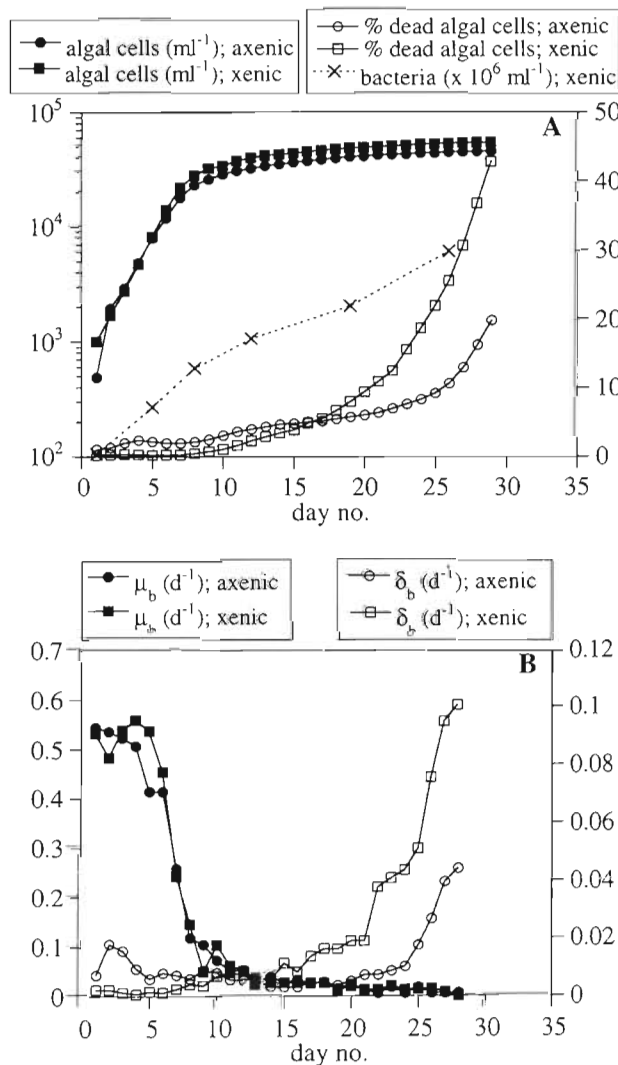 algal cells (ml⁻¹); axenic
algal cells (ml⁻¹); xenic
% dead algal cells; axenic
% dead algal cells; xenic
bacteria (x 10⁶ ml⁻¹); xenic
A
10⁵
10⁴
10³
10²
50
40
30
20
10
0
0 5 10 15 20 25 30 35
day no.
μb (d⁻¹); axenic
μb (d⁻¹); xenic
δb (d⁻¹); axenic
δb (d⁻¹); xenic
B
0.7
0.6
0.5
0.4
0.3
0.2
0.1
0
0.12
0.1
0.08
0.06
0.04
0.02
0
0 5 10 15 20 25 30 35
day no.